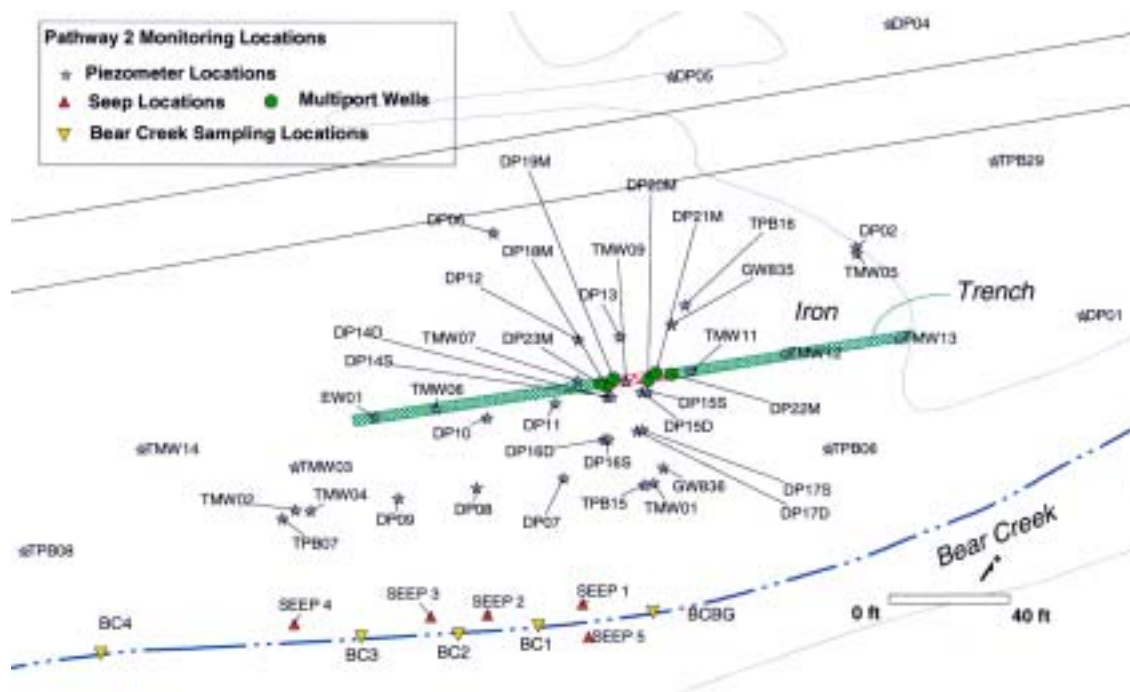 Pathway 2 Monitoring Locations
Piezometer Locations
Seep Locations
Multiport Wells
Bear Creek Sampling Locations
DP04
DP05
DP19M
DP20M
TPB29
DP06
DP21M
TPB16
DP02
DP18M
TMW09
GW835
TMW05
DP12
DP13
Iron
Trench
DP01
DP14D
TMW07
DP23M
TMW11
TMW12
TMW13
DP14S
TMW06
EW01
DP15S
DP22M
DP10
DP11
DP15D
TMW14
DP16D
DP16S
TPB06
TMW03
DP17S
GW836
TMW02
TMW04
DP09
DP08
DP07
TPB15
TMW01
DP17D
TPB07
TPB08
Bear Creek
SEEP 4
SEEP 3
SEEP 2
SEEP 1
0 ft
40 ft
BC4
BC3
BC2
BC1
SEEP 5
BCBG